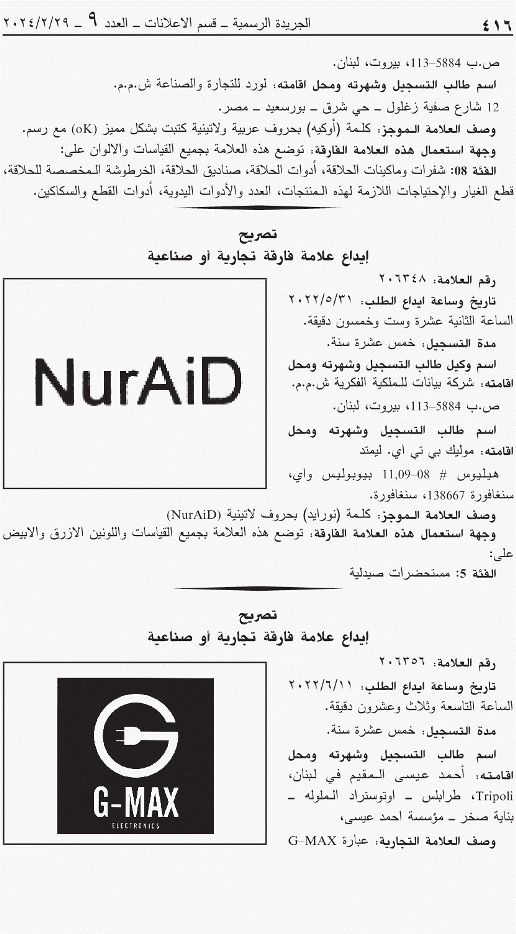 ٤١٦ الجريدة الرسمية – قسم الاعلانات – العدد ٩ – ٢٠٢٤/٢/٢٩
ص.ب 5884–113، بيروت، لبنان.
اسم طالب التسجيل وشهرته ومحل اقامته: لورد للتجارة والصناعة ش.م.م.
12 شارع صفية زغلول – حي شرق – بورسعيد – مصر.
وصف العلامة الموجز: كلمة (أوكيه) بحروف عربية ولاتينية كتبت بشكل مميز (oK) مع رسم.
وجهة استعمال هذه العلامة الفارقة: توضع هذه العلامة بجميع القياسات والالوان على:
الفئة 08: شفرات وماكينات الحلاقة، أدوات الحلاقة، صناديق الحلاقة، الخرطوشة المخصصة للحلاقة،
قطع الغيار والإحتياجات اللازمة لهذه المنتجات، العدد والأدوات اليدوية، أدوات القطع والسكاكين.
تصريح
إيداع علامة فارقة تجارية أو صناعية
رقم العلامة: ٢٠٦٣٤٨
تاريخ وساعة ايداع الطلب: ٢٠٢٢/٥/٣١
الساعة الثانية عشرة وست وخمسون دقيقة.
مدة التسجيل: خمس عشرة سنة.
اسم وكيل طالب التسجيل وشهرته ومحل
اقامته: شركة بيانات للملكية الفكرية ش.م.م.
ص.ب 5884–113، بيروت، لبنان.
اسم طالب التسجيل وشهرته ومحل
اقامته: موليك بي تي اي. ليمتد
هيليوس # 08–11,09 بيوبوليس واي،
سنغافورة 138667، سنغافورة.
NurAiD
وصف العلامة الموجز: كلمة (نورايد) بحروف لاتينية (NurAiD)
وجهة استعمال هذه العلامة الفارقة: توضع هذه العلامة بجميع القياسات واللونين الازرق والابيض
على:
الفئة 5: مستحضرات صيدلية
تصريح
إيداع علامة فارقة تجارية أو صناعية
رقم العلامة: ٢٠٦٣٥٦
تاريخ وساعة ايداع الطلب: ٢٠٢٢/٦/١١
الساعة التاسعة وثلاث وعشرون دقيقة.
مدة التسجيل: خمس عشرة سنة.
اسم طالب التسجيل وشهرته ومحل
اقامته: أحمد عيسى المقيم في لبنان،
Tripoli، طرابلس – اوتوستراد الملوله –
بناية صخر – مؤسسة احمد عيسى،
وصف العلامة التجارية: عبارة G–MAX
G-MAX
ELECTRONICS